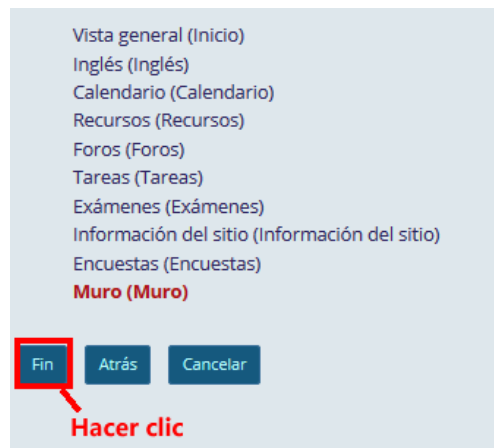 Vista general (Inicio)
Inglés (Inglés)
Calendario (Calendario)
Recursos (Recursos)
Foros (Foros)
Tareas (Tareas)
Exámenes (Exámenes)
Información del sitio (Información del sitio)
Encuestas (Encuestas)
Muro (Muro)
Fin Atrás Cancelar
Hacer clic